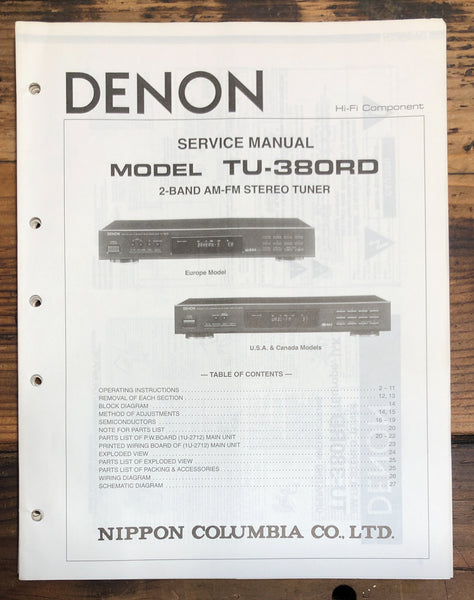 DENON
Hi-Fi Component
SERVICE MANUAL
MODEL TU-380RD
2-BAND AM-FM STEREO TUNER
DENON
Europe Model
DENON
U.S.A. & Canada Models
— TABLE OF CONTENTS —
OPERATING INSTRUCTIONS 2 – 11
REMOVAL OF EACH SECTION 12, 13
BLOCK DIAGRAM 14
METHOD OF ADJUSTMENTS 14, 15
SEMICONDUCTORS 16 – 19
NOTE FOR PARTS LIST 20
PARTS LIST OF P.W.BOARD (1U-2712) MAIN UNIT 20 – 22
PRINTED WIRING BOARD OF (1U-2712) MAIN UNIT 23
EXPLODED VIEW 24
PARTS LIST OF EXPLODED VIEW 25
PARTS LIST OF PACKING & ACCESSORIES 25
WIRING DIAGRAM 26
SCHEMATIC DIAGRAM 27
NIPPON COLUMBIA CO., LTD.